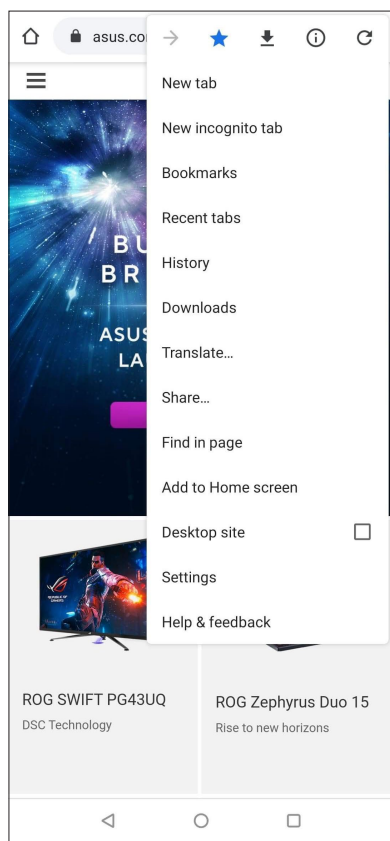 asus.co
New tab
New incognito tab
Bookmarks
Recent tabs
History
Downloads
Translate...
Share...
Find in page
Add to Home screen
Desktop site
Settings
Help & feedback
BU
BR
ASUS
LA
ROG SWIFT PG43UQ
DSC Technology
ROG Zephyrus Duo 15
Rise to new horizons